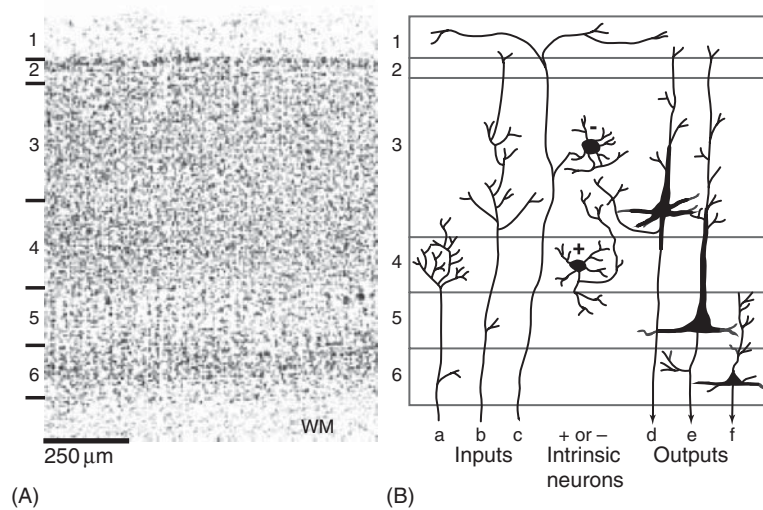 1
2
3
4
5
6
WM
250 μm
(A)
1
2
3
4
5
6
-
+
a b c + or – d e f
Inputs Intrinsic Outputs
neurons
(B)